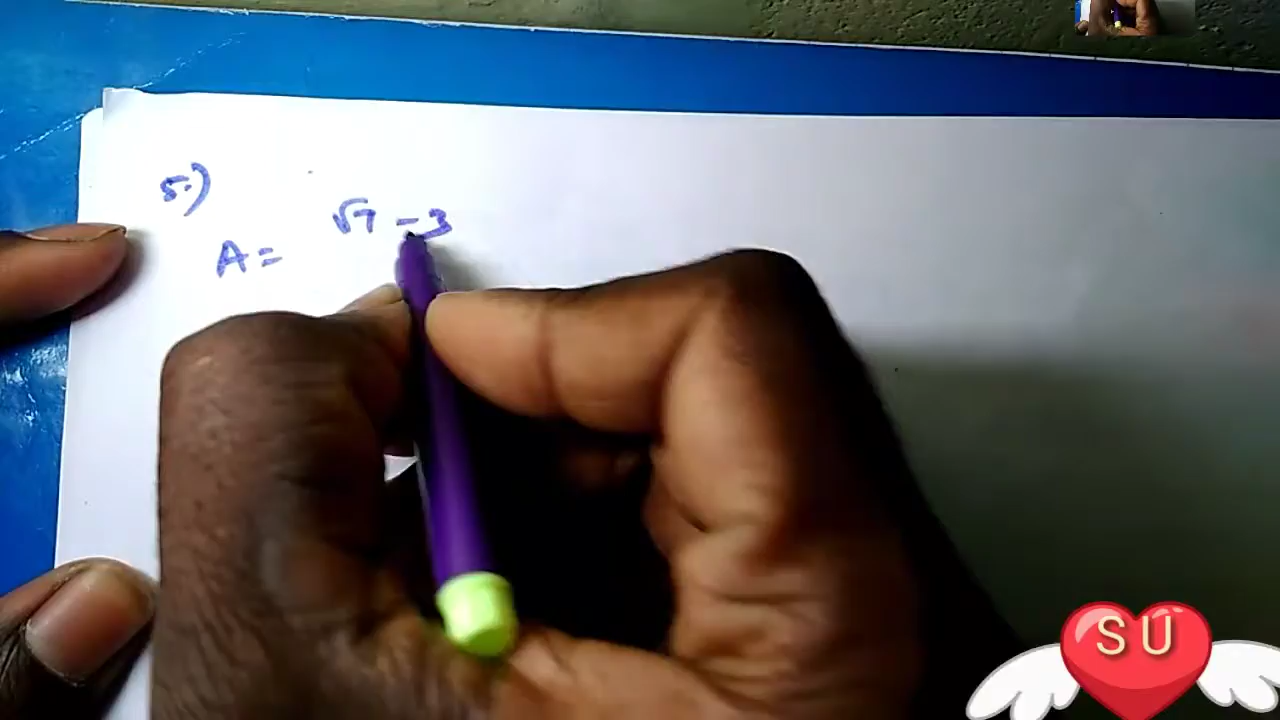 5.)
√7 - 3
A =
SU